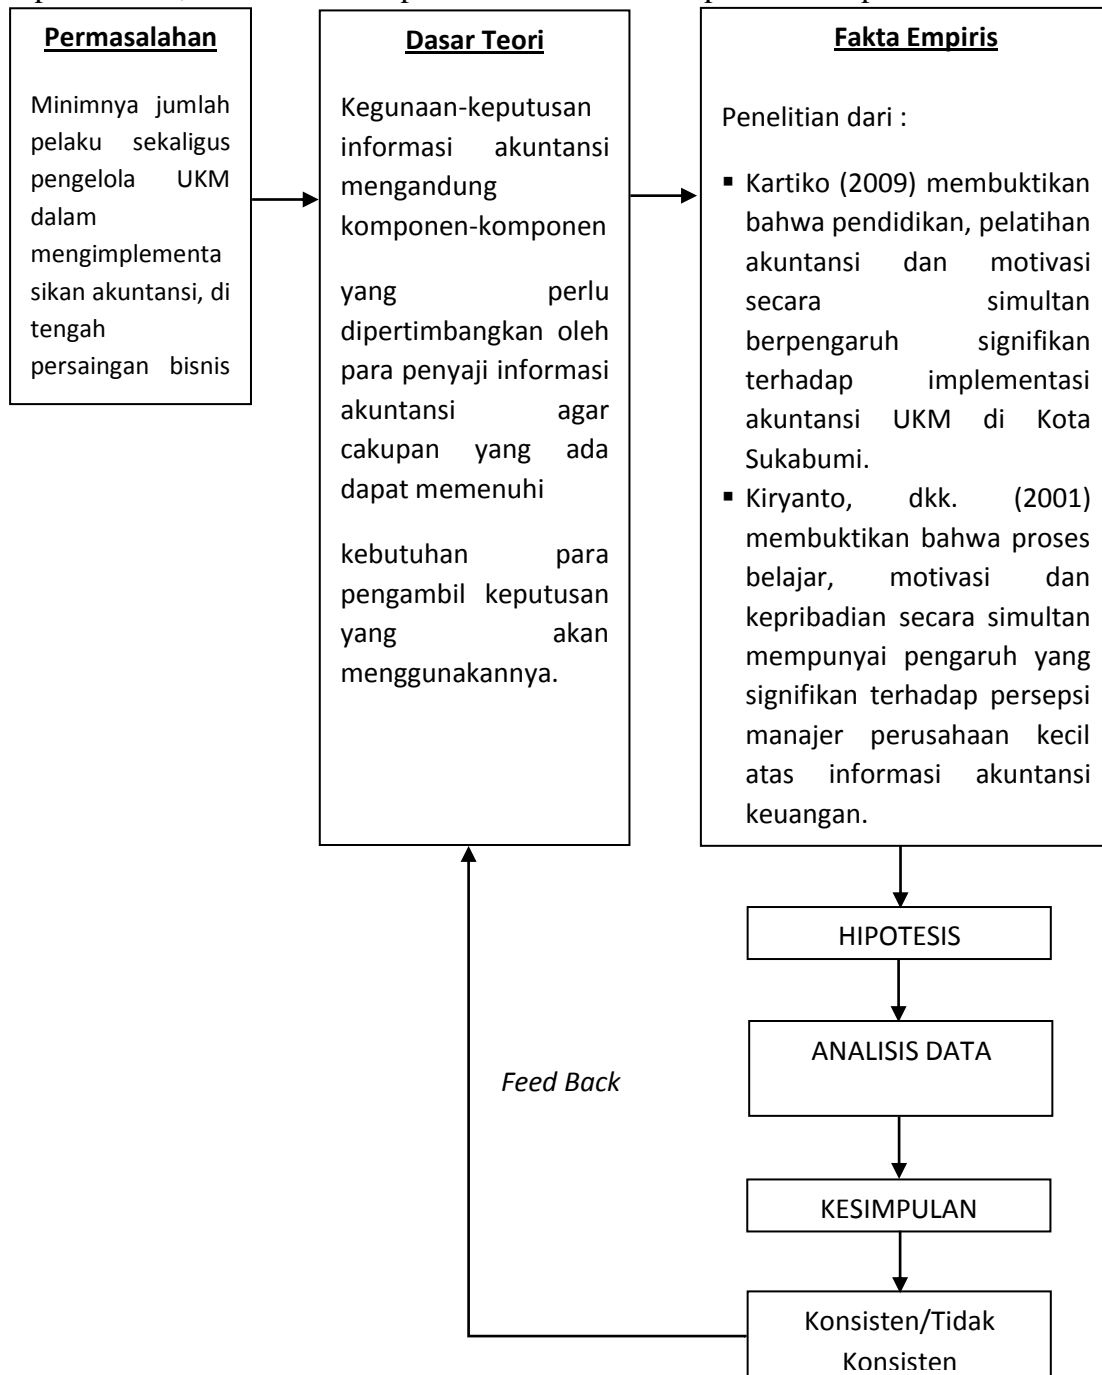 Permasalahan
Minimnya jumlah
pelaku sekaligus
pengelola UKM
dalam
mengimplementa
sikan akuntansi, di
tengah
persaingan bisnis
Dasar Teori
Kegunaan-keputusan
informasi akuntansi
mengandung
komponen-komponen
yang perlu
dipertimbangkan oleh
para penyaji informasi
akuntansi agar
cakupan yang ada
dapat memenuhi
kebutuhan para
pengambil keputusan
yang akan
menggunakannya.
Fakta Empiris
Penelitian dari :
▪ Kartiko (2009) membuktikan
bahwa pendidikan, pelatihan
akuntansi dan motivasi
secara simultan
berpengaruh signifikan
terhadap implementasi
akuntansi UKM di Kota
Sukabumi.
▪ Kiryanto, dkk. (2001)
membuktikan bahwa proses
belajar, motivasi dan
kepribadian secara simultan
mempunyai pengaruh yang
signifikan terhadap persepsi
manajer perusahaan kecil
atas informasi akuntansi
keuangan.
HIPOTESIS
ANALISIS DATA
Feed Back
KESIMPULAN
Konsisten/Tidak
Konsisten